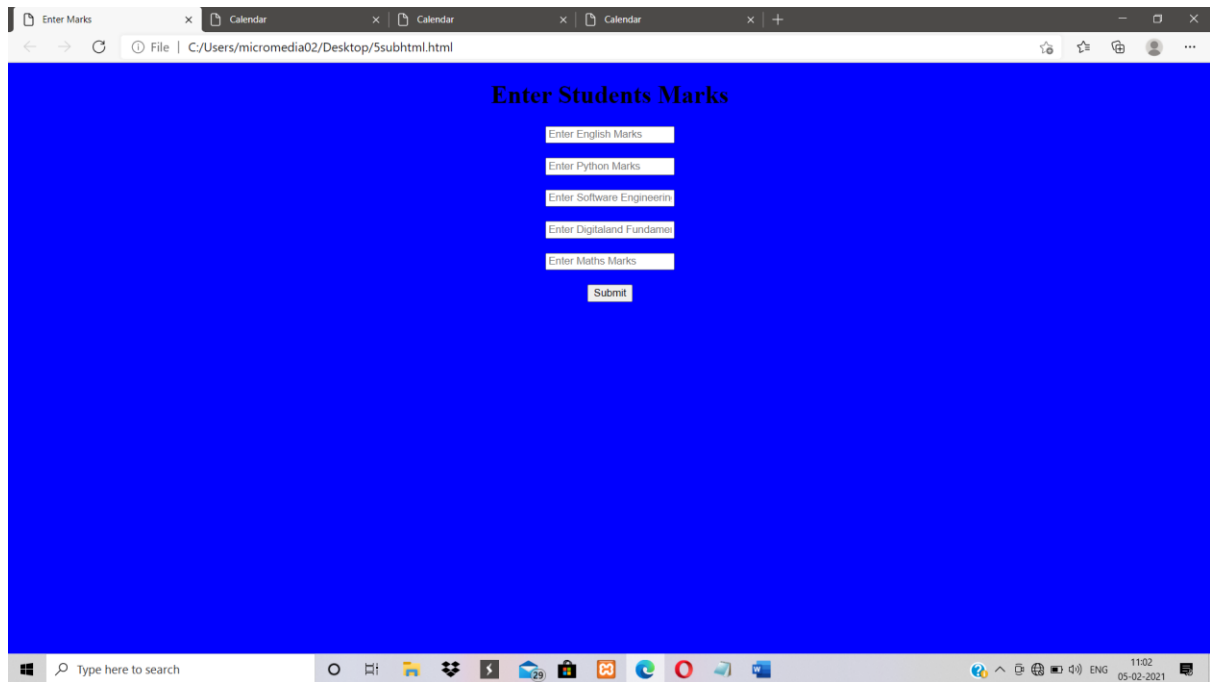 Enter Marks
Calendar
Calendar
Calendar
File | C:/Users/micromedia02/Desktop/5subhtml.html
Enter Students Marks
Enter English Marks
Enter Python Marks
Enter Software Engineerin
Enter Digitaland Fundame
Enter Maths Marks
Submit
Type here to search
29
ENG
11:02
05-02-2021